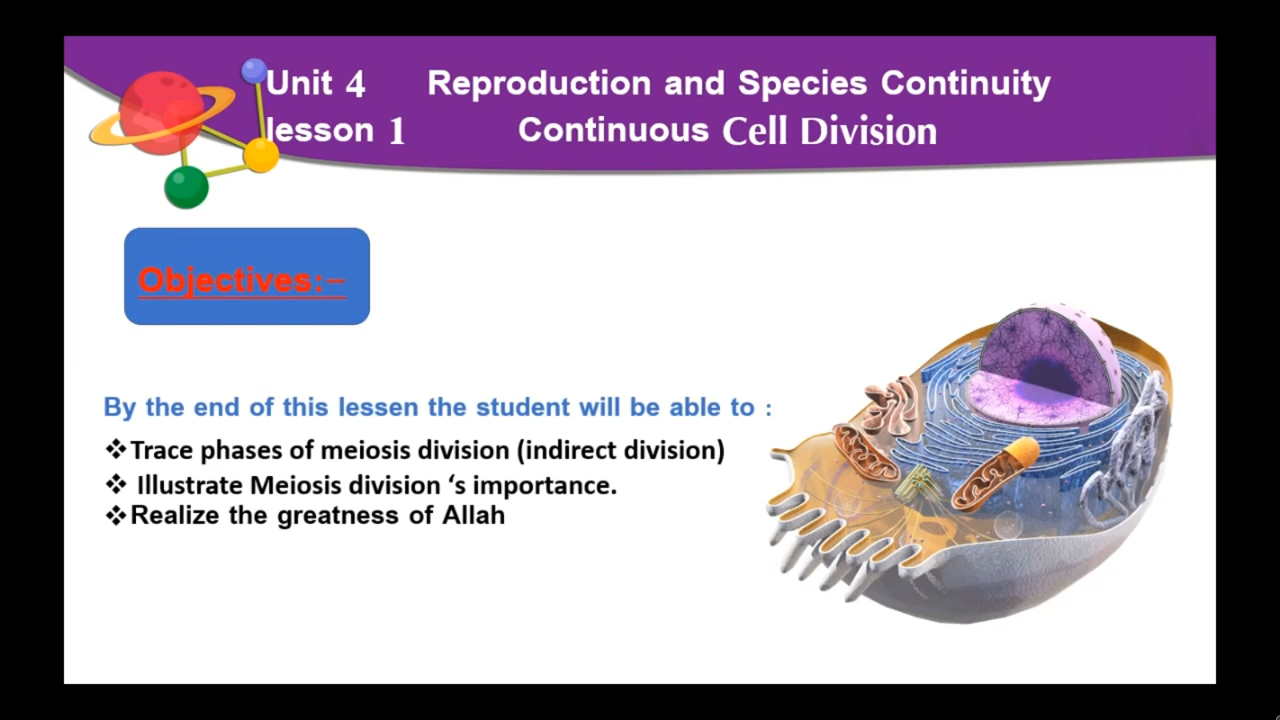 Unit 4 Reproduction and Species Continuity
lesson 1 Continuous Cell Division
Objectives:–
By the end of this lessen the student will be able to :
❖Trace phases of meiosis division (indirect division)
❖ Illustrate Meiosis division ‘s importance.
❖Realize the greatness of Allah